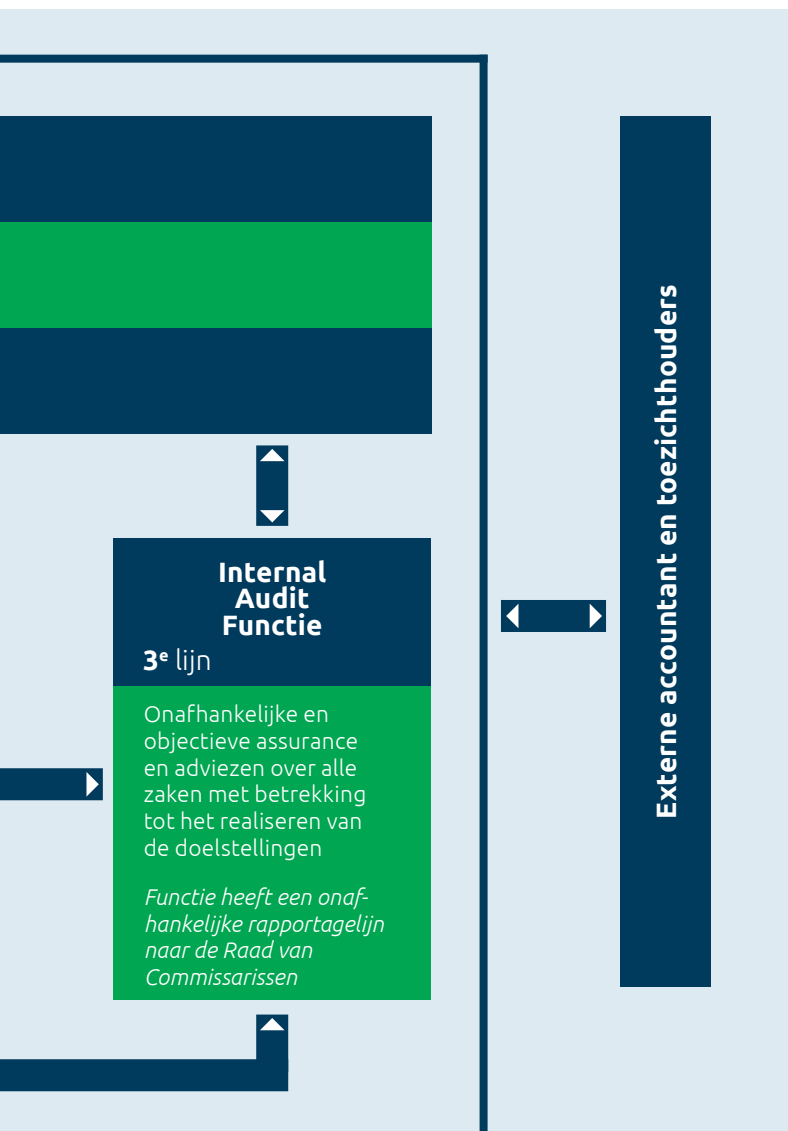 Internal
Audit
Functie
3e lijn
Onafhankelijke en
objectieve assurance
en adviezen over alle
zaken met betrekking
tot het realiseren van
de doelstellingen
Functie heeft een onaf-
hankelijke rapportagelijn
naar de Raad van
Commissarissen
Externe accountant en toezichthouders